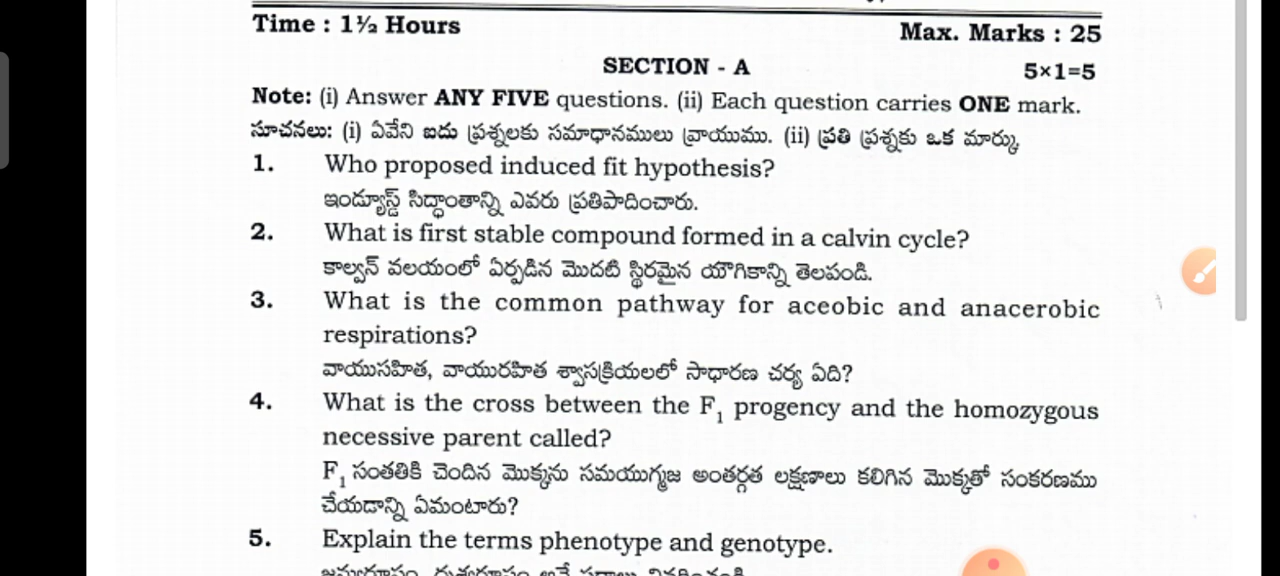 Time : 1½ Hours Max. Marks : 25
SECTION - A 5×1=5
Note: (i) Answer ANY FIVE questions. (ii) Each question carries ONE mark.
సూచనలు: (i) ఏవేని ఐదు ప్రశ్నలకు సమాధానములు వ్రాయుము. (ii) ప్రతి ప్రశ్నకు ఒక మార్కు
1. Who proposed induced fit hypothesis?
ఇండ్యూస్డ్ సిద్ధాంతాన్ని ఎవరు ప్రతిపాదించారు.
2. What is first stable compound formed in a calvin cycle?
కాల్వన్ వలయంలో ఏర్పడిన మొదటి స్థిరమైన యౌగికాన్ని తెలపండి.
3. What is the common pathway for aceobic and anacerobic
respirations?
వాయుసహిత, వాయురహిత శ్వాసక్రియలలో సాధారణ చర్య ఏది?
4. What is the cross between the F₁ progency and the homozygous
necessive parent called?
F₁ సంతతికి చెందిన మొక్కను సమయుగ్మజ అంతర్గత లక్షణాలు కలిగిన మొక్కతో సంకరణము
చేయడాన్ని ఏమంటారు?
5. Explain the terms phenotype and genotype.